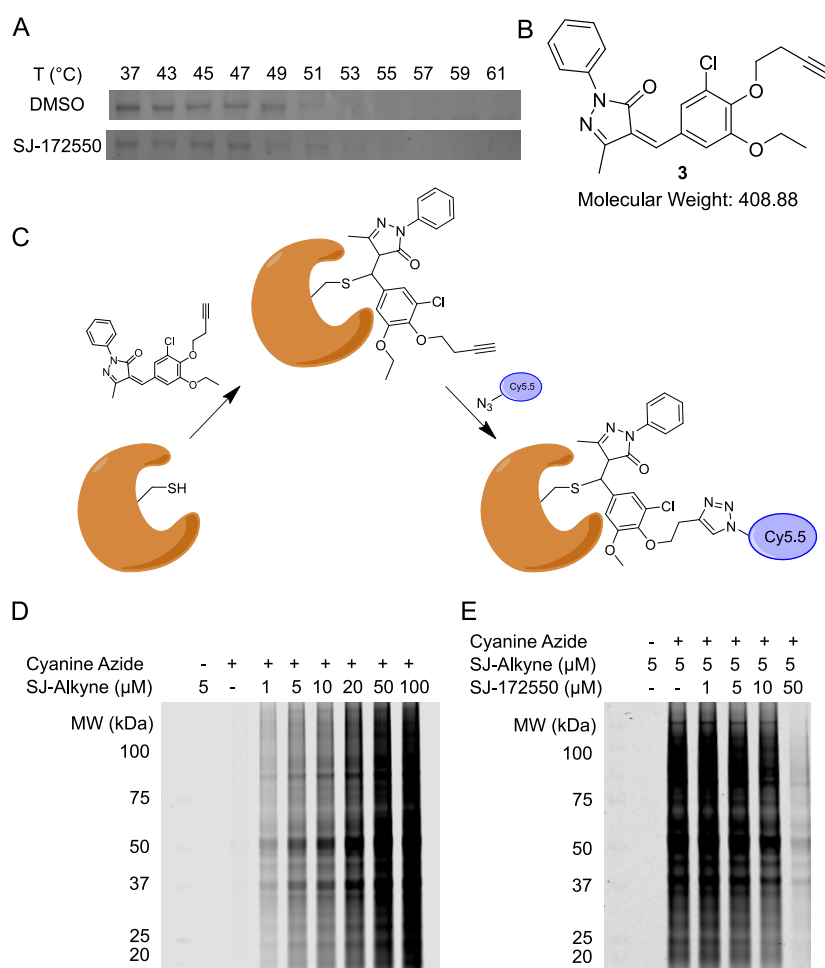 A
T (°C) 37 43 45 47 49 51 53 55 57 59 61
DMSO
SJ-172550
B
Cl
O
O
N
N
O
3
Molecular Weight: 408.88
C
N
N
O
Cl
O
O
N
N
O
S
Cl
O
O
SH
N3
Cy5.5
N
N
O
S
Cl
O
O
N
N
N
Cy5.5
D
Cyanine Azide - + + + + + + +
SJ-Alkyne (µM) 5 - 1 5 10 20 50 100
MW (kDa)
100
75
50
37
25
20
E
Cyanine Azide - + + + + +
SJ-Alkyne (µM) 5 5 5 5 5 5
SJ-172550 (µM) - - 1 5 10 50
MW (kDa)
100
75
50
37
25
20